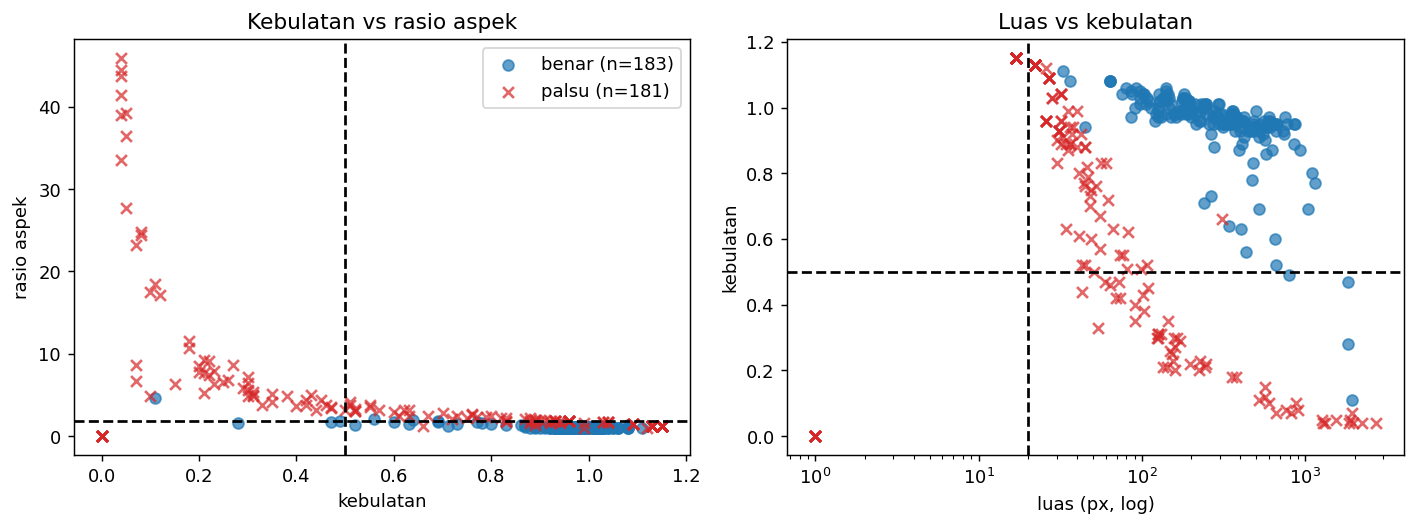 Kebulatan vs rasio aspek
rasio aspek
40
30
20
10
0
benar (n=183)
palsu (n=181)
0.0 0.2 0.4 0.6 0.8 1.0 1.2
kebulatan
Luas vs kebulatan
kebulatan
1.2
1.0
0.8
0.6
0.4
0.2
0.0
10⁰ 10¹ 10² 10³
luas (px, log)